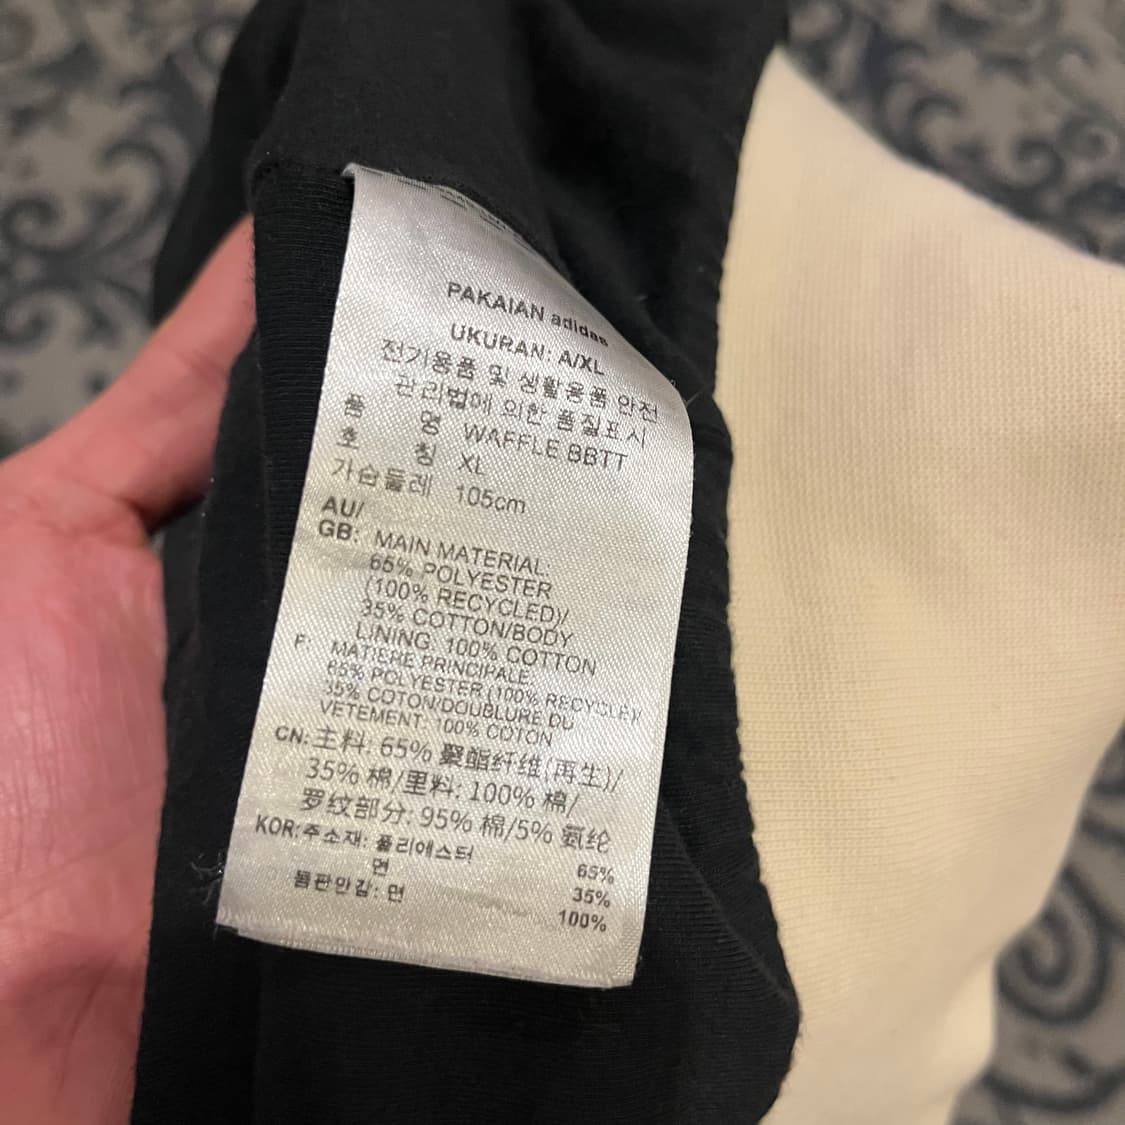 PAKAIAN adidas
UKURAN: A/XL
전기용품 및 생활용품 안전
관리법에 의한 품질표시
품 명 WAFFLE BBTT
호 칭 XL
가슴둘레 105cm
AU/
GB: MAIN MATERIAL:
65% POLYESTER
(100% RECYCLED)/
35% COTTON/BODY
LINING: 100% COTTON
F: MATIERE PRINCIPALE:
65% POLYESTER (100% RECYCLE)/
35% COTON/DOUBLURE DU
VETEMENT: 100% COTON
CN: 主料: 65% 聚酯纤维(再生)/
35% 棉/里料: 100% 棉/
罗纹部分: 95% 棉/5% 氨纶
KOR: 주소재: 폴리에스터 65%
면 35%
몸판안감: 면 100%